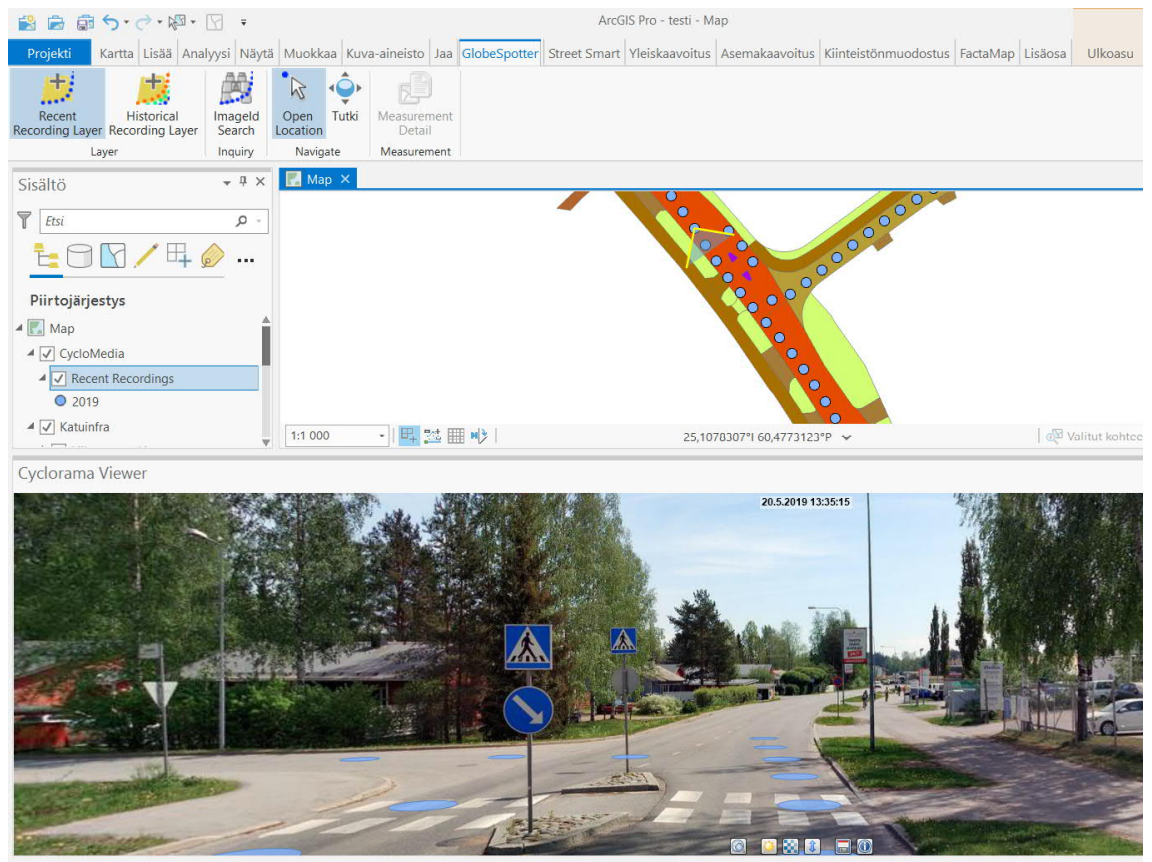 ArcGIS Pro - testi - Map
Projekti Kartta Lisää Analyysi Näytä Muokkaa Kuva-aineisto Jaa GlobeSpotter Street Smart Yleiskaavoitus Asemakaavoitus Kiinteistönmuodostus FactaMap Lisäosa Ulkoasu
Recent Recording Layer
Historical Recording Layer
ImageId Search
Open Location
Tutki
Measurement Detail
Layer Inquiry Navigate Measurement
Sisältö
Map
Etsi
Piirtojärjestys
Map
CycloMedia
Recent Recordings
2019
Katuinfra
1:1 000
25,1078307°I 60,4773123°P
Valitut kohteet
Cyclorama Viewer
20.5.2019 13:35:15